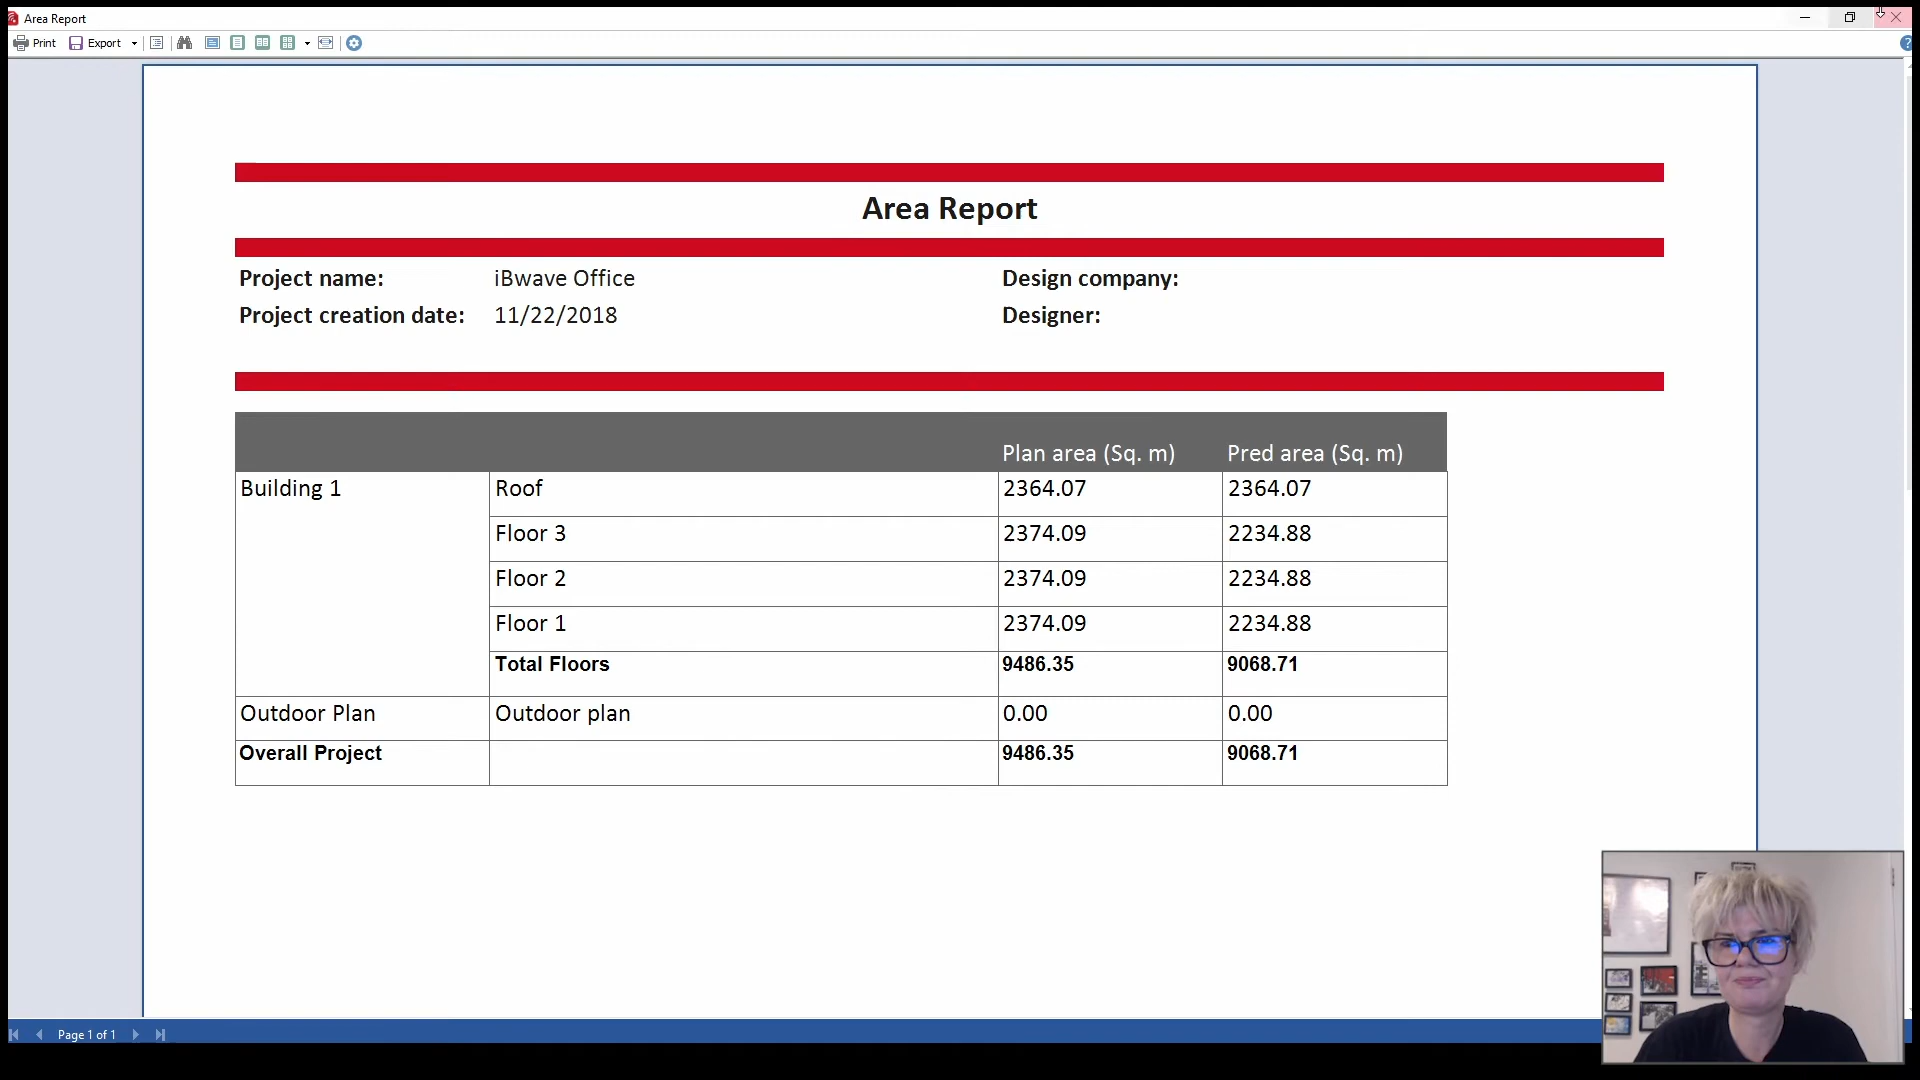 Area Report
Print Export
Area Report
Project name: iBwave Office Design company:
Project creation date: 11/22/2018 Designer:
Plan area (Sq. m) Pred area (Sq. m)
Building 1 Roof 2364.07 2364.07
Floor 3 2374.09 2234.88
Floor 2 2374.09 2234.88
Floor 1 2374.09 2234.88
Total Floors 9486.35 9068.71
Outdoor Plan Outdoor plan 0.00 0.00
Overall Project 9486.35 9068.71
Page 1 of 1